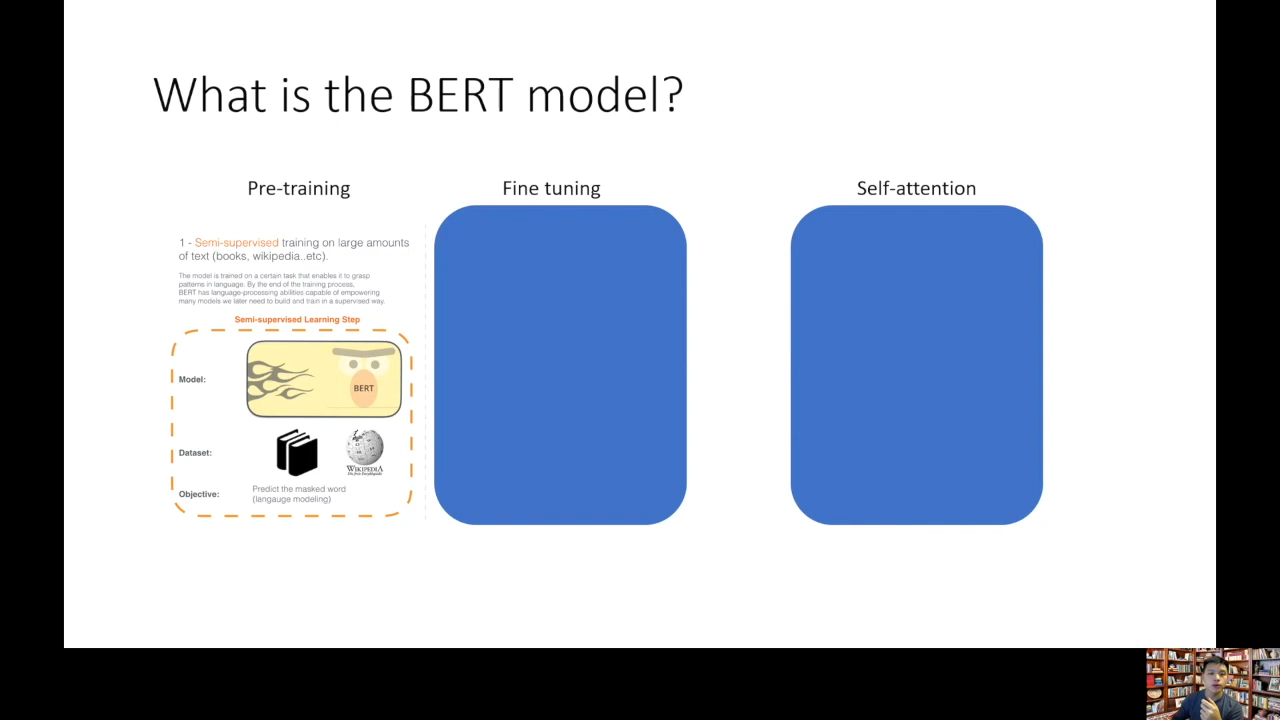 What is the BERT model?
Pre-training
Fine tuning
Self-attention
1 - Semi-supervised training on large amounts
of text (books, wikipedia..etc).
The model is trained on a certain task that enables it to grasp
patterns in language. By the end of the training process,
BERT has language-processing abilities capable of empowering
many models we later need to build and train in a supervised way.
Semi-supervised Learning Step
Model:
BERT
Dataset:
WIKIPEDIA
The Free Encyclopedia
Objective:
Predict the masked word
(langauge modeling)